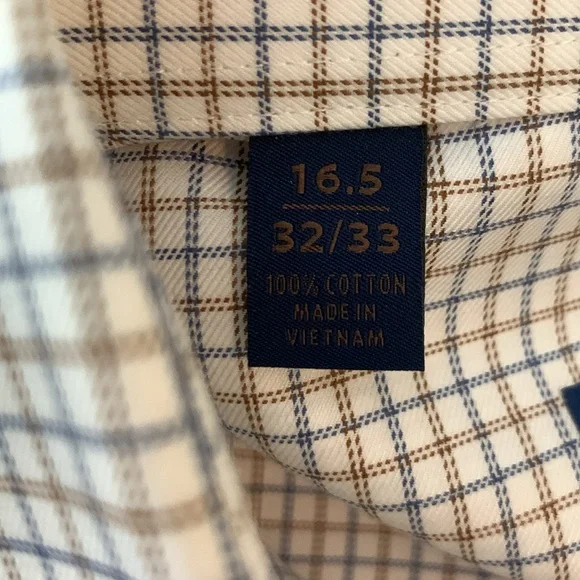 16.5
32/33
100% COTTON
MADE IN
VIETNAM